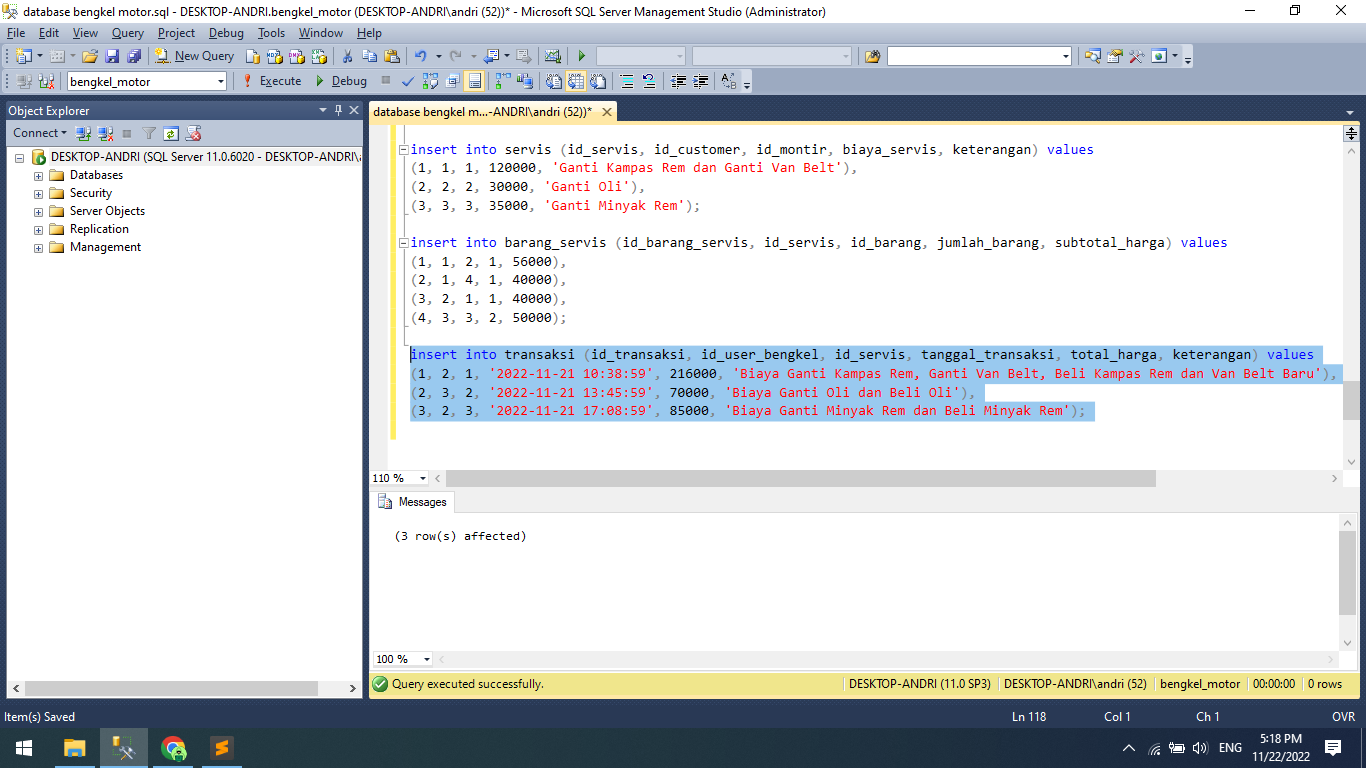 database bengkel motor.sql - DESKTOP-ANDRI.bengkel_motor (DESKTOP-ANDRI\andri (52))* - Microsoft SQL Server Management Studio (Administrator)
File Edit View Query Project Debug Tools Window Help
New Query
bengkel_motor Execute Debug
Object Explorer
Connect
DESKTOP-ANDRI (SQL Server 11.0.6020 - DESKTOP-ANDRI\
Databases
Security
Server Objects
Replication
Management
database bengkel m...-ANDRI\andri (52))*
insert into servis (id_servis, id_customer, id_montir, biaya_servis, keterangan) values
(1, 1, 1, 120000, 'Ganti Kampas Rem dan Ganti Van Belt'),
(2, 2, 2, 30000, 'Ganti Oli'),
(3, 3, 3, 35000, 'Ganti Minyak Rem');
insert into barang_servis (id_barang_servis, id_servis, id_barang, jumlah_barang, subtotal_harga) values
(1, 1, 2, 1, 56000),
(2, 1, 4, 1, 40000),
(3, 2, 1, 1, 40000),
(4, 3, 3, 2, 50000);
insert into transaksi (id_transaksi, id_user_bengkel, id_servis, tanggal_transaksi, total_harga, keterangan) values
(1, 2, 1, '2022-11-21 10:38:59', 216000, 'Biaya Ganti Kampas Rem, Ganti Van Belt, Beli Kampas Rem dan Van Belt Baru'),
(2, 3, 2, '2022-11-21 13:45:59', 70000, 'Biaya Ganti Oli dan Beli Oli'),
(3, 2, 3, '2022-11-21 17:08:59', 85000, 'Biaya Ganti Minyak Rem dan Beli Minyak Rem');
110 %
Messages
(3 row(s) affected)
100 %
Query executed successfully. DESKTOP-ANDRI (11.0 SP3) DESKTOP-ANDRI\andri (52) bengkel_motor 00:00:00 0 rows
Item(s) Saved Ln 118 Col 1 Ch 1 OVR
ENG 5:18 PM
11/22/2022